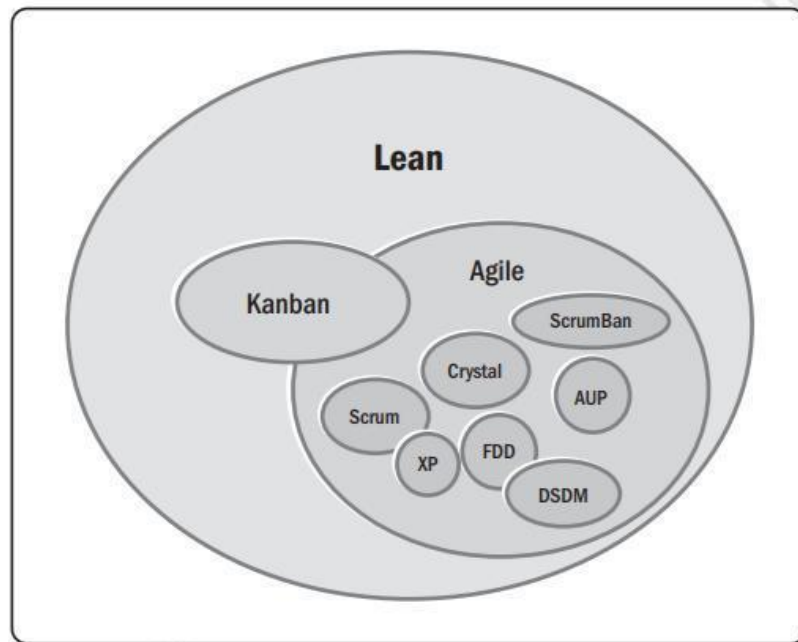 Lean
Agile
Kanban
ScrumBan
Crystal
AUP
Scrum
FDD
XP
DSDM